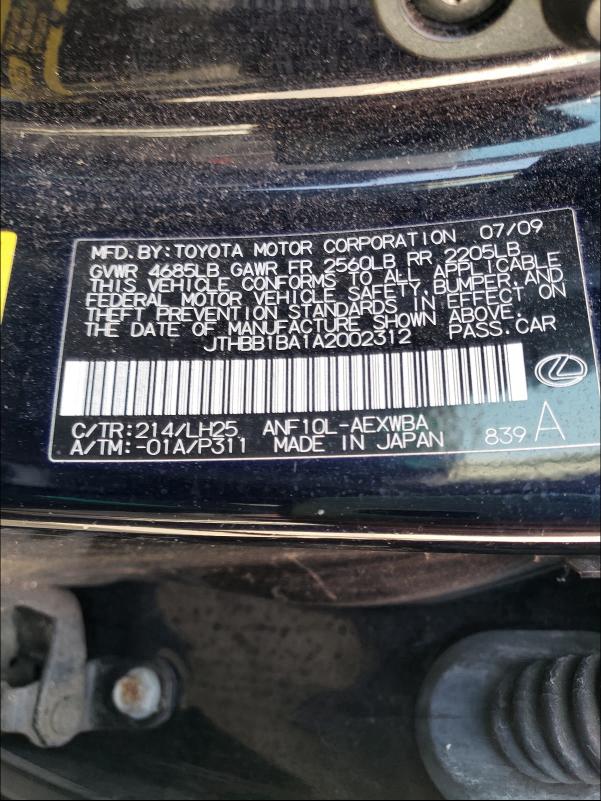 MFD.BY:TOYOTA MOTOR CORPORATION 07/09
GVWR 4685LB GAWR FR 2560LB RR 2205LB
THIS VEHICLE CONFORMS TO ALL APPLICABLE
FEDERAL MOTOR VEHICLE SAFETY,BUMPER,AND
THEFT PREVENTION STANDARDS IN EFFECT ON
THE DATE OF MANUFACTURE SHOWN ABOVE.
JTHBB1BA1A2002312 PASS.CAR
C/TR:214/LH25 ANF10L-AEXWBA
A/TM:-01A/P311 MADE IN JAPAN 839 A